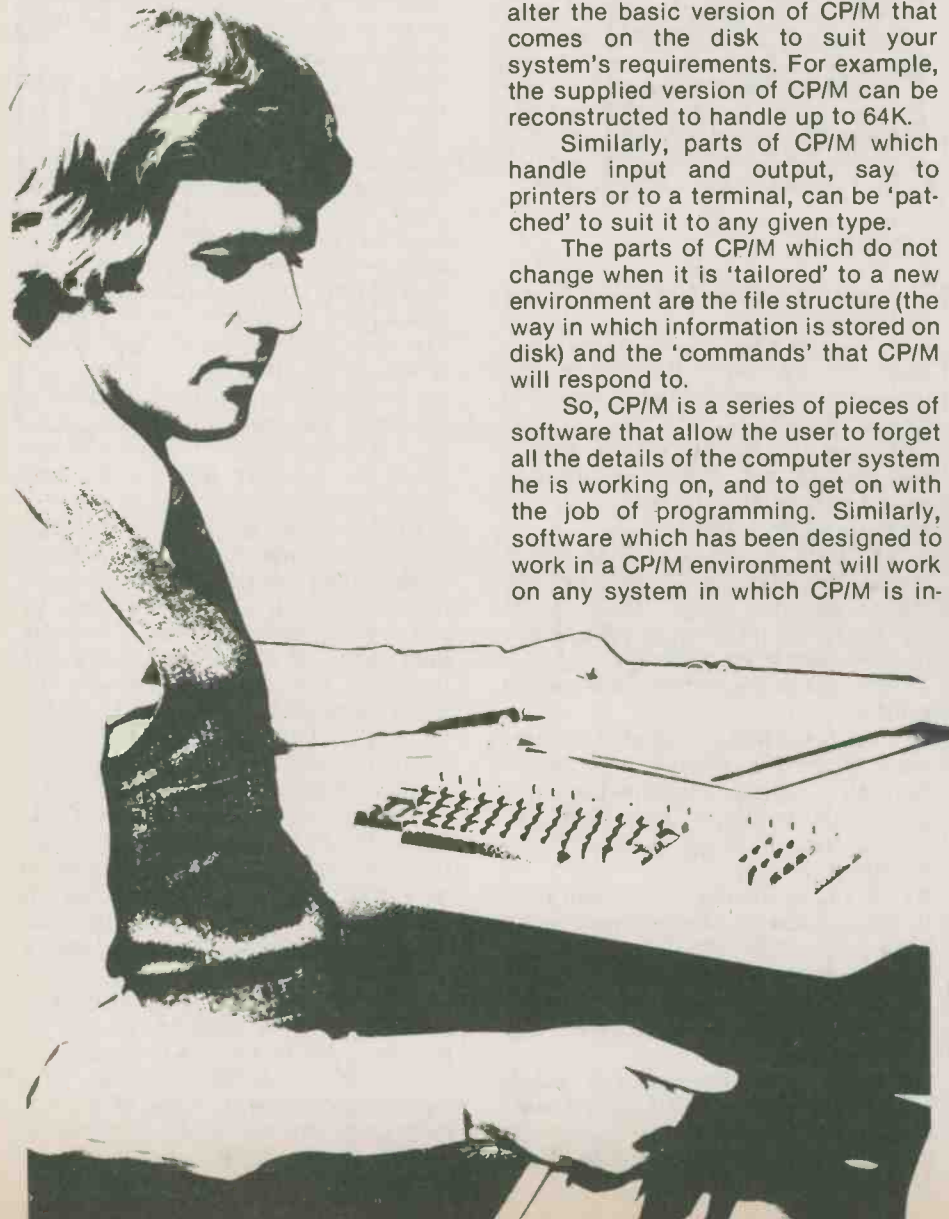 alter the basic version of CP/M that
comes on the disk to suit your
system's requirements. For example,
the supplied version of CP/M can be
reconstructed to handle up to 64K.
Similarly, parts of CP/M which
handle input and output, say to
printers or to a terminal, can be 'pat-
ched' to suit it to any given type.
The parts of CP/M which do not
change when it is 'tailored' to a new
environment are the file structure (the
way in which information is stored on
disk) and the 'commands' that CP/M
will respond to.
So, CP/M is a series of pieces of
software that allow the user to forget
all the details of the computer system
he is working on, and to get on with
the job of programming. Similarly,
software which has been designed to
work in a CP/M environment will work
on any system in which CP/M is in-